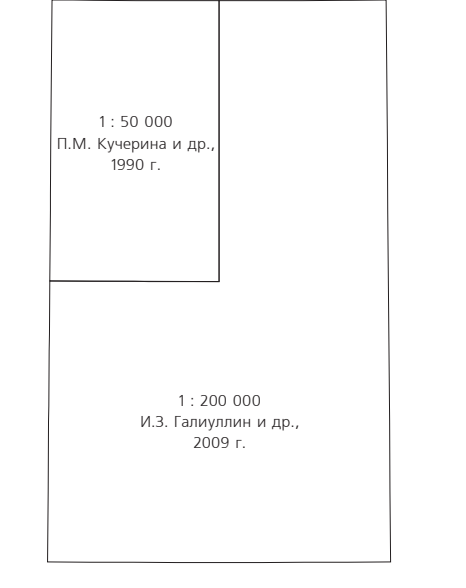 1 : 50 000
П.М. Кучерина и др.,
1990 г.
1 : 200 000
И.З. Галиуллин и др.,
2009 г.